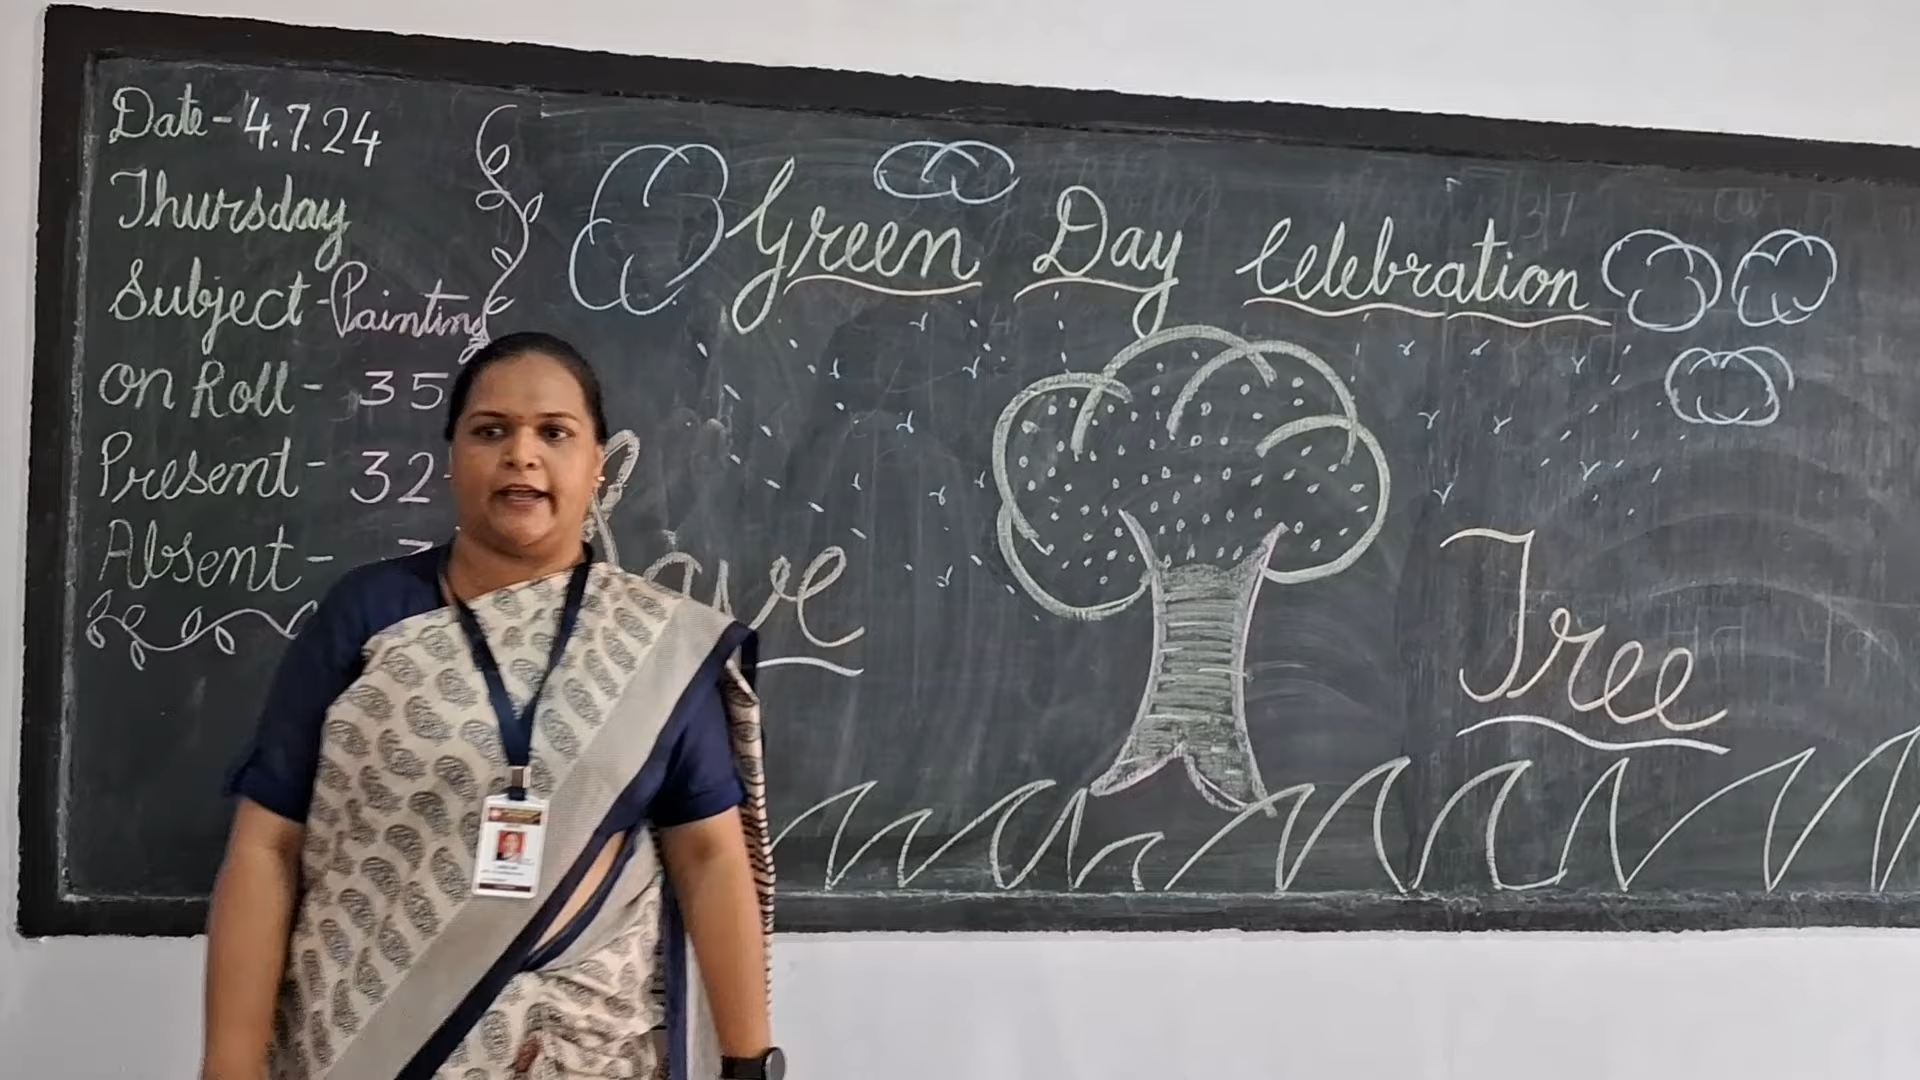 Date - 4.7.24
Thursday
Subject - Painting
on Roll - 35
Present - 32
Absent -
Green Day Celebration
Tree